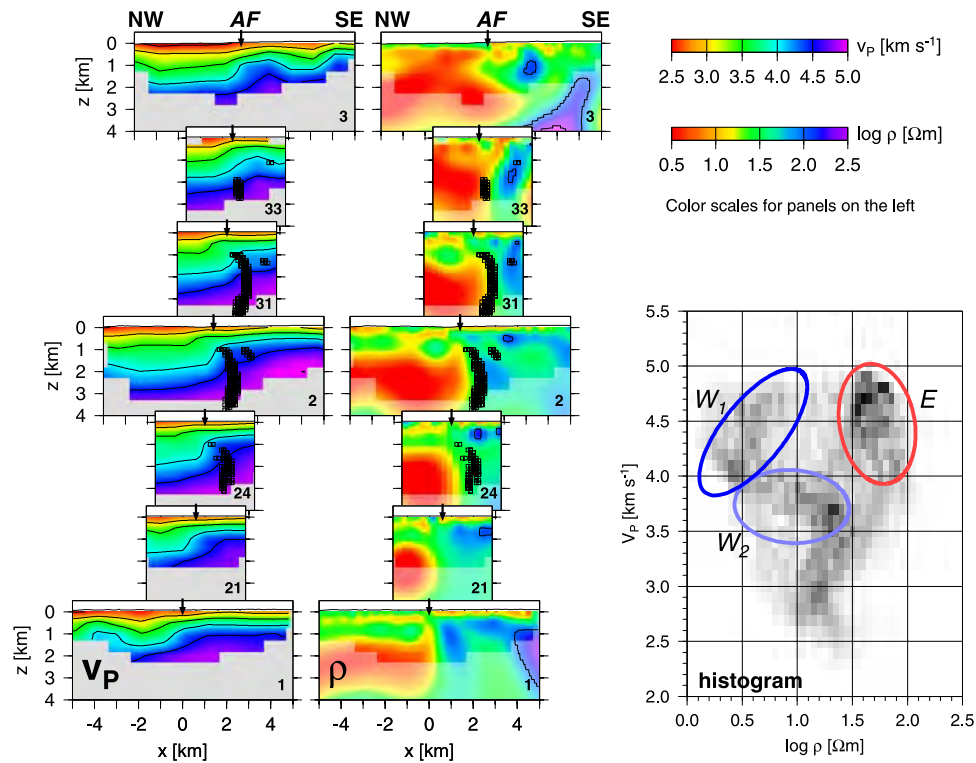 NW AF SE
NW AF SE
0
1
2
3
4
z [km]
3
3
33
33
31
31
0
1
2
3
4
z [km]
2
2
24
24
21
21
0
1
2
3
4
z [km]
vP
1
ρ
1
-4 -2 0 2 4
x [km]
-4 -2 0 2 4
x [km]
vP [km s-1]
2.5 3.0 3.5 4.0 4.5 5.0
log ρ [Ωm]
0.5 1.0 1.5 2.0 2.5
Color scales for panels on the left
5.5
5.0
4.5
4.0
3.5
3.0
2.5
2.0
VP [km s-1]
W1
E
W2
histogram
0.0 0.5 1.0 1.5 2.0 2.5
log ρ [Ωm]